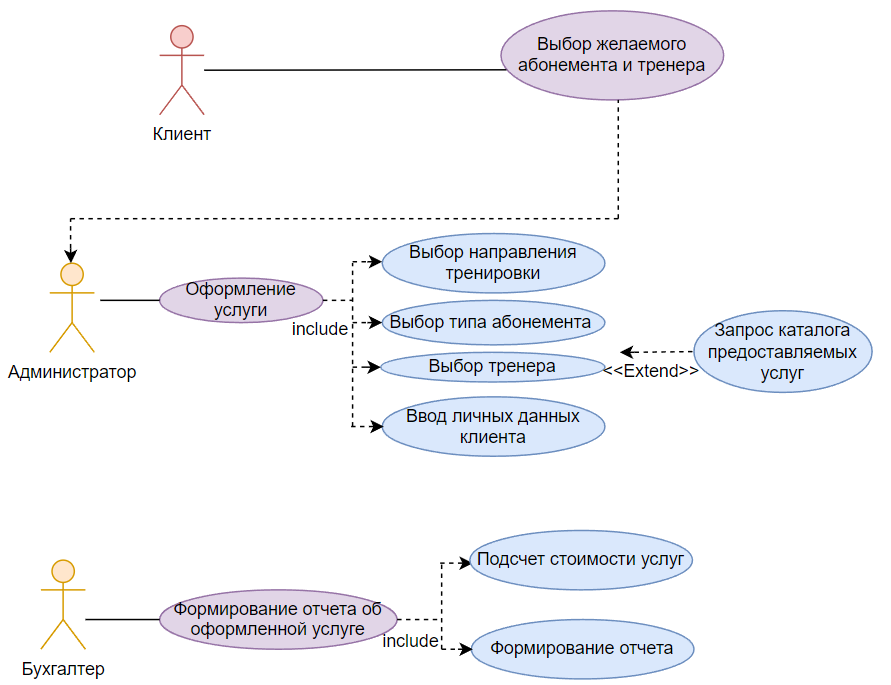 Выбор желаемого
абонемента и тренера
Клиент
Администратор
Оформление
услуги
include
Выбор направления
тренировки
Выбор типа абонемента
Выбор тренера
Ввод личных данных
клиента
<<Extend>>
Запрос каталога
предоставляемых
услуг
Бухгалтер
Формирование отчета об
оформленной услуге
include
Подсчет стоимости услуг
Формирование отчета